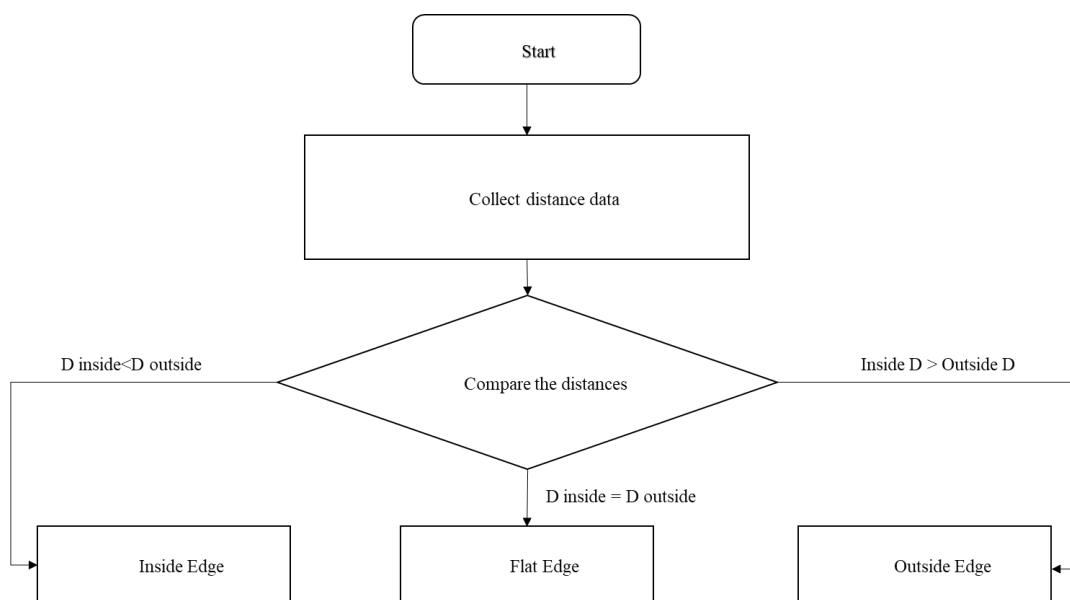 Start
Collect distance data
D inside<D outside
Compare the distances
Inside D > Outside D
D inside = D outside
Inside Edge
Flat Edge
Outside Edge